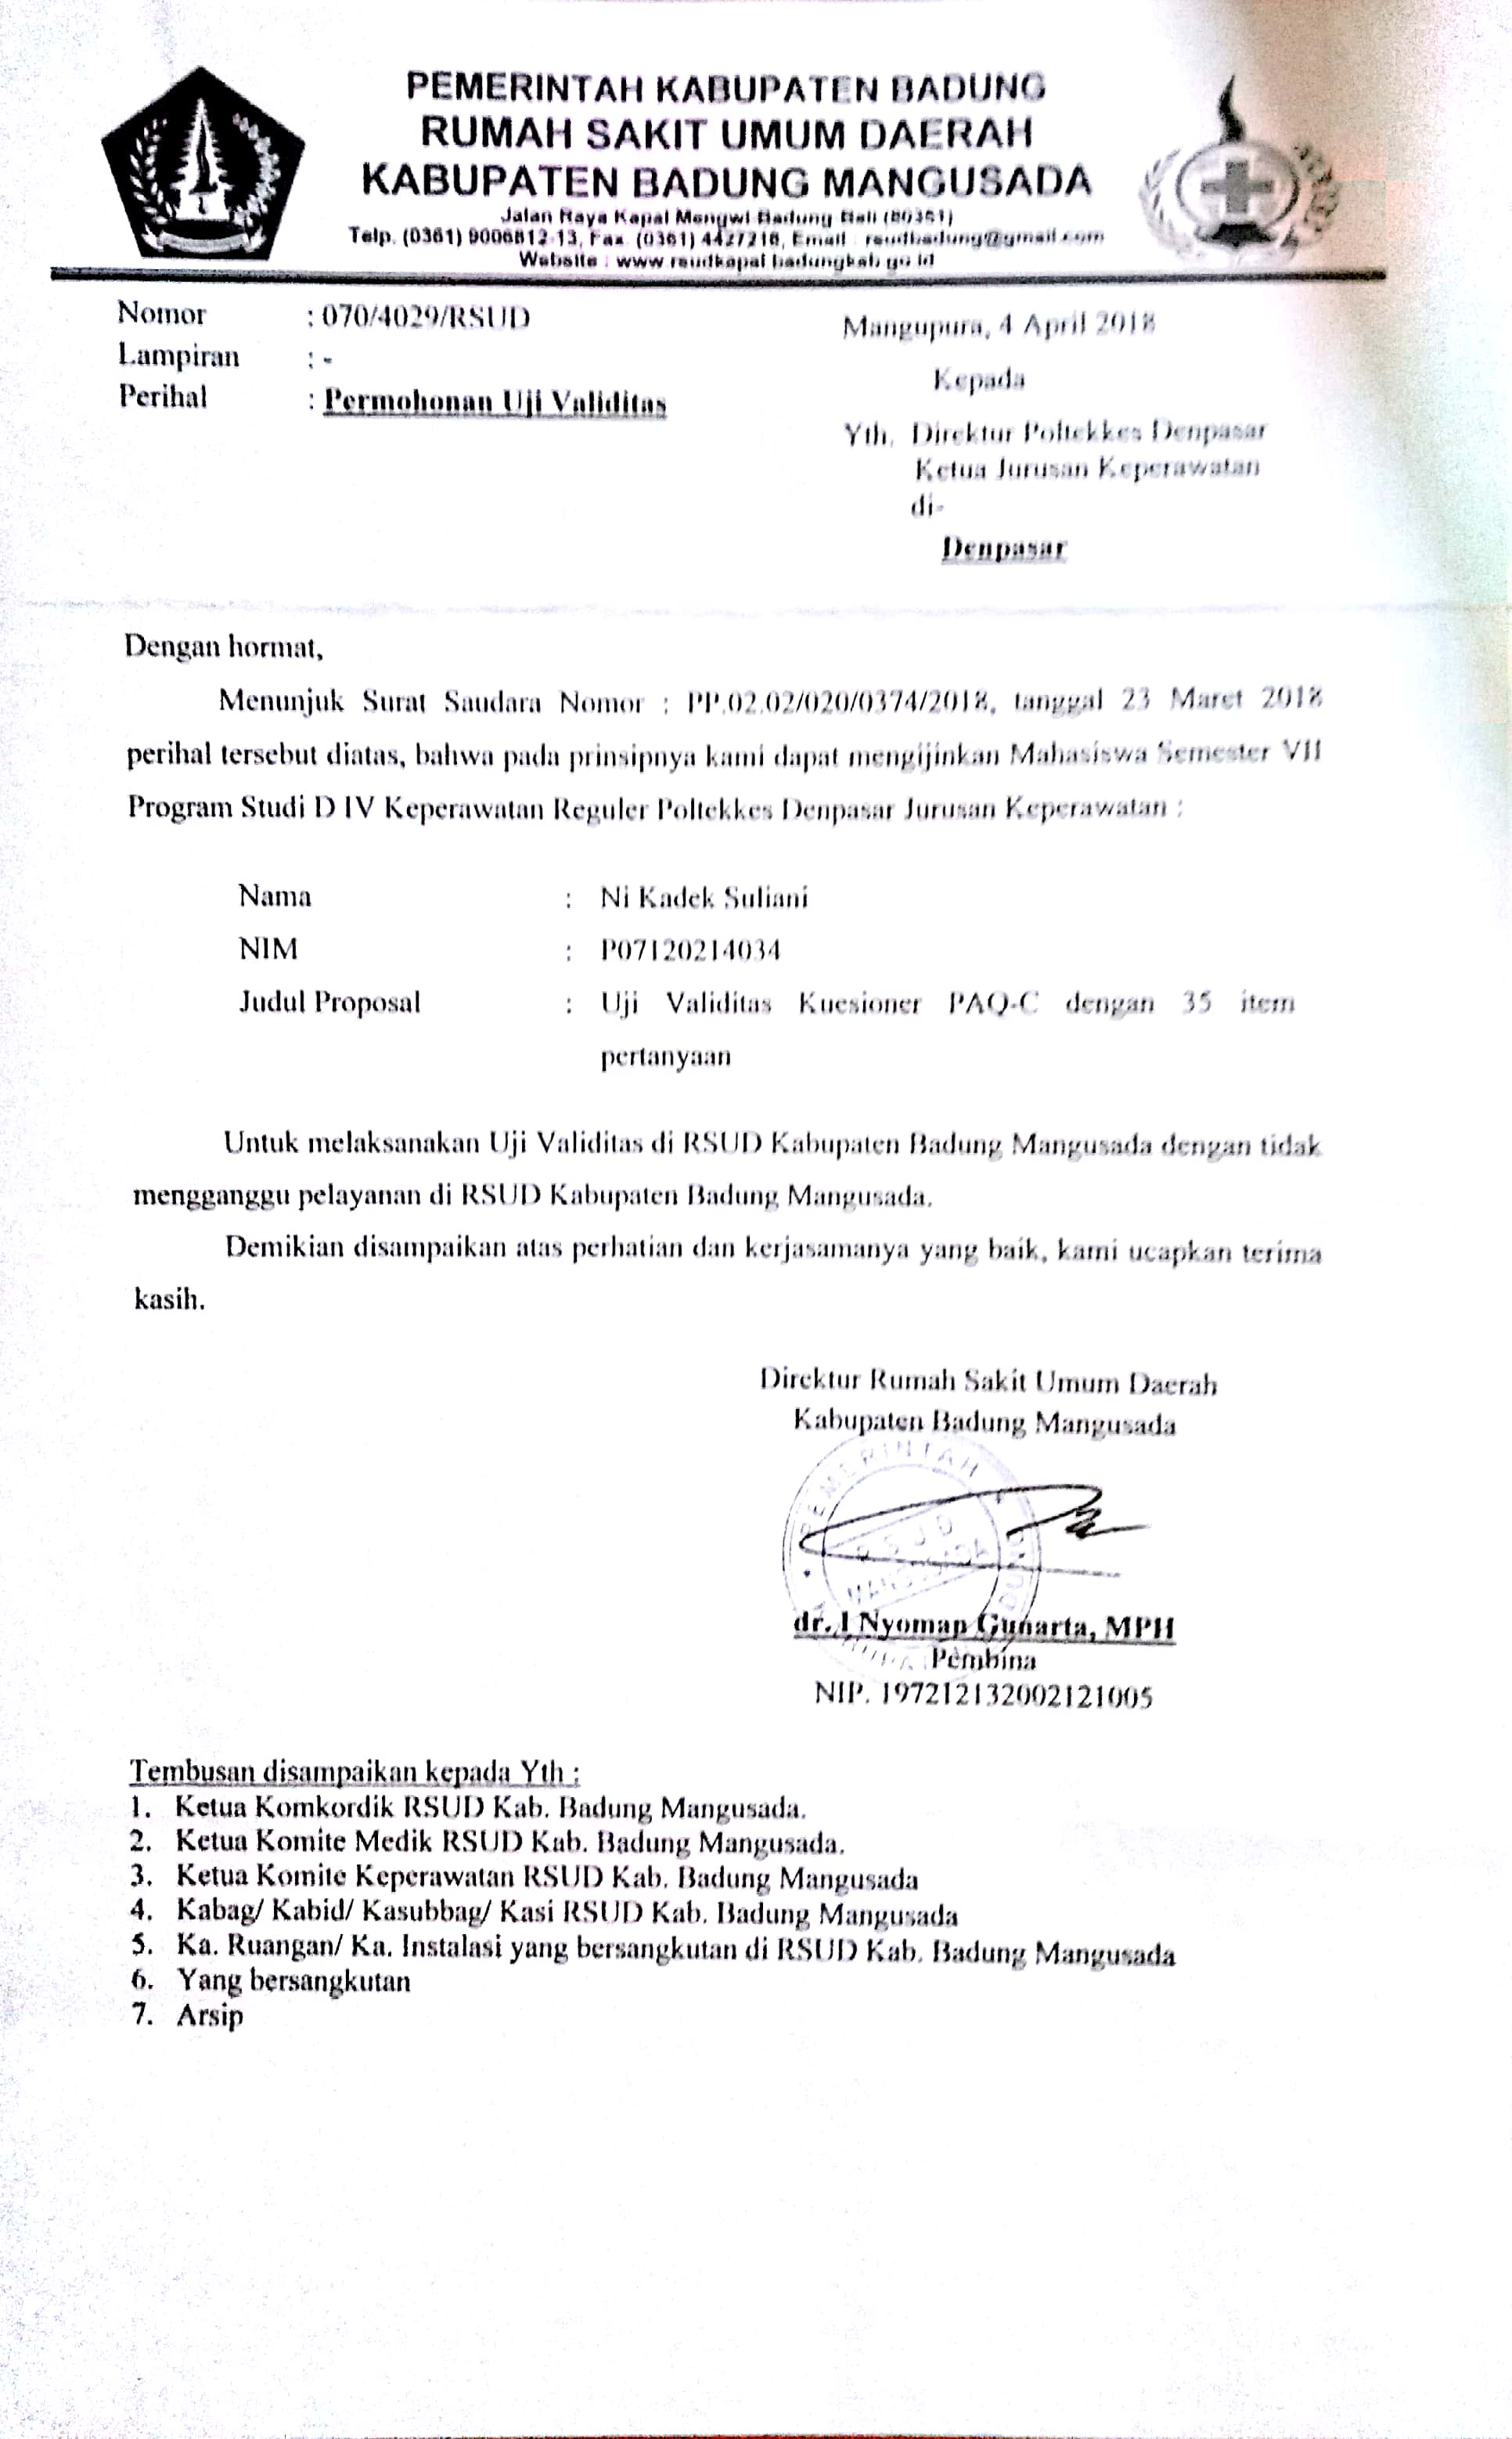 PEMERINTAH KABUPATEN BADUNG
RUMAH SAKIT UMUM DAERAH
KABUPATEN BADUNG MANGUSADA
Jalan Raya Kapal Mengwi Badung Bali (80351)
Telp. (0361) 9006812-13, Fax. (0361) 4427218, Email : rsudbadung@gmail.com
Website : www.rsudkapal.badungkab.go.id
Nomor : 070/4029/RSUD
Lampiran : -
Perihal : Permohonan Uji Validitas
Mangupura, 4 April 2018
Kepada
Yth. Direktur Poltekkes Denpasar
Ketua Jurusan Keperawatan
di-
Denpasar
Dengan hormat,
Menunjuk Surat Saudara Nomor : PP.02.02/020/0374/2018, tanggal 23 Maret 2018
perihal tersebut diatas, bahwa pada prinsipnya kami dapat mengijinkan Mahasiswa Semester VII
Program Studi D IV Keperawatan Reguler Poltekkes Denpasar Jurusan Keperawatan :
Nama : Ni Kadek Suliani
NIM : P07120214034
Judul Proposal : Uji Validitas Kuesioner PAQ-C dengan 35 item
pertanyaan
Untuk melaksanakan Uji Validitas di RSUD Kabupaten Badung Mangusada dengan tidak
mengganggu pelayanan di RSUD Kabupaten Badung Mangusada.
Demikian disampaikan atas perhatian dan kerjasamanya yang baik, kami ucapkan terima
kasih.
Direktur Rumah Sakit Umum Daerah
Kabupaten Badung Mangusada
PEMERINTAH
RSUD
dr. I Nyoman Gunarta, MPH
Pembina
NIP. 197212132002121005
Tembusan disampaikan kepada Yth :
1. Ketua Komkordik RSUD Kab. Badung Mangusada.
2. Ketua Komite Medik RSUD Kab. Badung Mangusada.
3. Ketua Komite Keperawatan RSUD Kab. Badung Mangusada
4. Kabag/ Kabid/ Kasubbag/ Kasi RSUD Kab. Badung Mangusada
5. Ka. Ruangan/ Ka. Instalasi yang bersangkutan di RSUD Kab. Badung Mangusada
6. Yang bersangkutan
7. Arsip